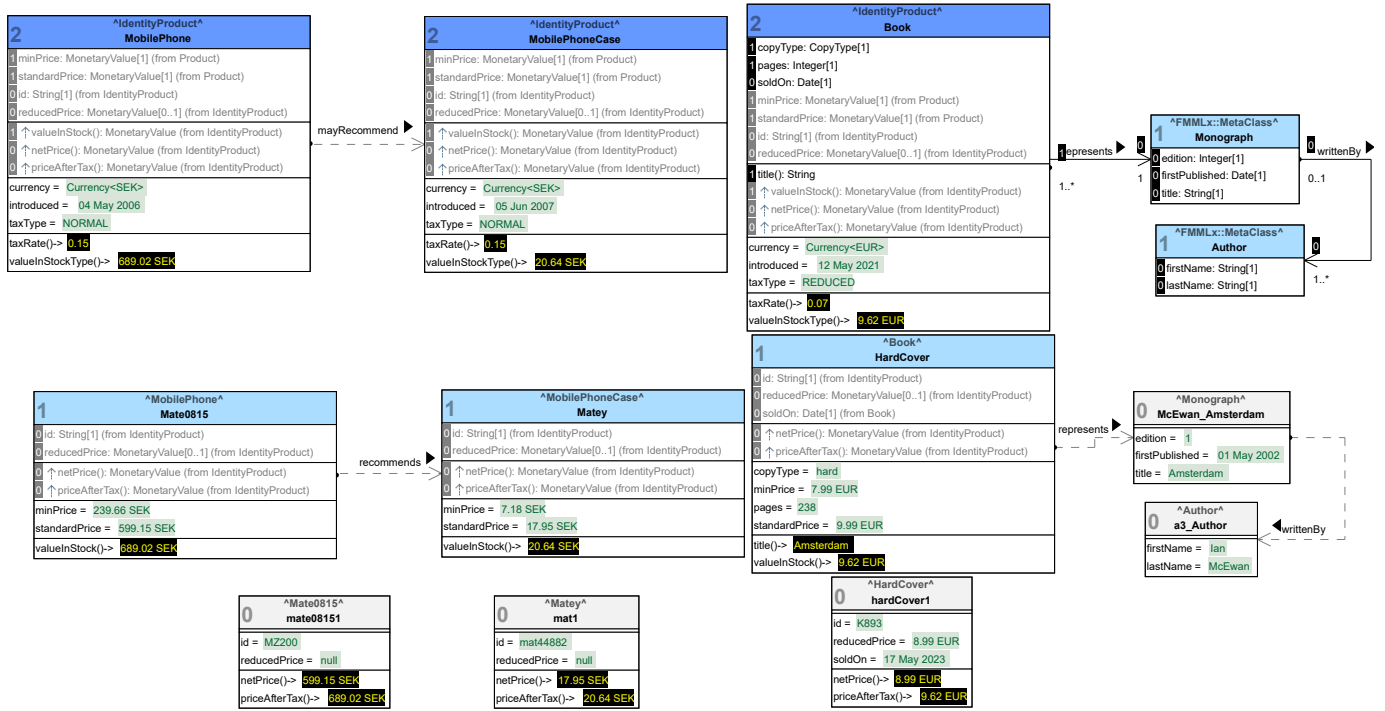 ^IdentityProduct^
2
MobilePhone
1 minPrice: MonetaryValue[1] (from Product)
1 standardPrice: MonetaryValue[1] (from Product)
0 id: String[1] (from IdentityProduct)
0 reducedPrice: MonetaryValue[0..1] (from IdentityProduct)
1 ↑valueInStock(): MonetaryValue (from IdentityProduct)
0 ↑netPrice(): MonetaryValue (from IdentityProduct)
0 ↑priceAfterTax(): MonetaryValue (from IdentityProduct)
currency = Currency<SEK>
introduced = 04 May 2006
taxType = NORMAL
taxRate()-> 0.15
valueInStockType()-> 689.02 SEK
mayRecommend
^IdentityProduct^
2
MobilePhoneCase
1 minPrice: MonetaryValue[1] (from Product)
1 standardPrice: MonetaryValue[1] (from Product)
0 id: String[1] (from IdentityProduct)
0 reducedPrice: MonetaryValue[0..1] (from IdentityProduct)
1 ↑valueInStock(): MonetaryValue (from IdentityProduct)
0 ↑netPrice(): MonetaryValue (from IdentityProduct)
0 ↑priceAfterTax(): MonetaryValue (from IdentityProduct)
currency = Currency<SEK>
introduced = 05 Jun 2007
taxType = NORMAL
taxRate()-> 0.15
valueInStockType()-> 20.64 SEK
^IdentityProduct^
2
Book
1 copyType: CopyType[1]
1 pages: Integer[1]
0 soldOn: Date[1]
1 minPrice: MonetaryValue[1] (from Product)
1 standardPrice: MonetaryValue[1] (from Product)
0 id: String[1] (from IdentityProduct)
0 reducedPrice: MonetaryValue[0..1] (from IdentityProduct)
1 title(): String
1 ↑valueInStock(): MonetaryValue (from IdentityProduct)
0 ↑netPrice(): MonetaryValue (from IdentityProduct)
0 ↑priceAfterTax(): MonetaryValue (from IdentityProduct)
currency = Currency<EUR>
introduced = 12 May 2021
taxType = REDUCED
taxRate()-> 0.07
valueInStockType()-> 9.62 EUR
1 epresents 0
1..* 1
^FMMLx::MetaClass^
1
Monograph
0 edition: Integer[1]
0 firstPublished: Date[1]
0 title: String[1]
0 writtenBy
0..1
^FMMLx::MetaClass^
1
Author
0 firstName: String[1]
0 lastName: String[1]
0
1..*
^MobilePhone^
1
Mate0815
0 id: String[1] (from IdentityProduct)
0 reducedPrice: MonetaryValue[0..1] (from IdentityProduct)
0 ↑netPrice(): MonetaryValue (from IdentityProduct)
0 ↑priceAfterTax(): MonetaryValue (from IdentityProduct)
minPrice = 239.66 SEK
standardPrice = 599.15 SEK
valueInStock()-> 689.02 SEK
recommends
^MobilePhoneCase^
1
Matey
0 id: String[1] (from IdentityProduct)
0 reducedPrice: MonetaryValue[0..1] (from IdentityProduct)
0 ↑netPrice(): MonetaryValue (from IdentityProduct)
0 ↑priceAfterTax(): MonetaryValue (from IdentityProduct)
minPrice = 7.18 SEK
standardPrice = 17.95 SEK
valueInStock()-> 20.64 SEK
^Book^
1
HardCover
0 id: String[1] (from IdentityProduct)
0 reducedPrice: MonetaryValue[0..1] (from IdentityProduct)
0 soldOn: Date[1] (from Book)
0 ↑netPrice(): MonetaryValue (from IdentityProduct)
0 ↑priceAfterTax(): MonetaryValue (from IdentityProduct)
copyType = hard
minPrice = 7.99 EUR
pages = 238
standardPrice = 9.99 EUR
title()-> Amsterdam
valueInStock()-> 9.62 EUR
represents
^Monograph^
0
McEwan_Amsterdam
edition = 1
firstPublished = 01 May 2002
title = Amsterdam
writtenBy
^Author^
0
a3_Author
firstName = Ian
lastName = McEwan
^Mate0815^
0
mate08151
id = MZ200
reducedPrice = null
netPrice()-> 599.15 SEK
priceAfterTax()-> 689.02 SEK
^Matey^
0
mat1
id = mat44882
reducedPrice = null
netPrice()-> 17.95 SEK
priceAfterTax()-> 20.64 SEK
^HardCover^
0
hardCover1
id = K893
reducedPrice = 8.99 EUR
soldOn = 17 May 2023
netPrice()-> 8.99 EUR
priceAfterTax()-> 9.62 EUR